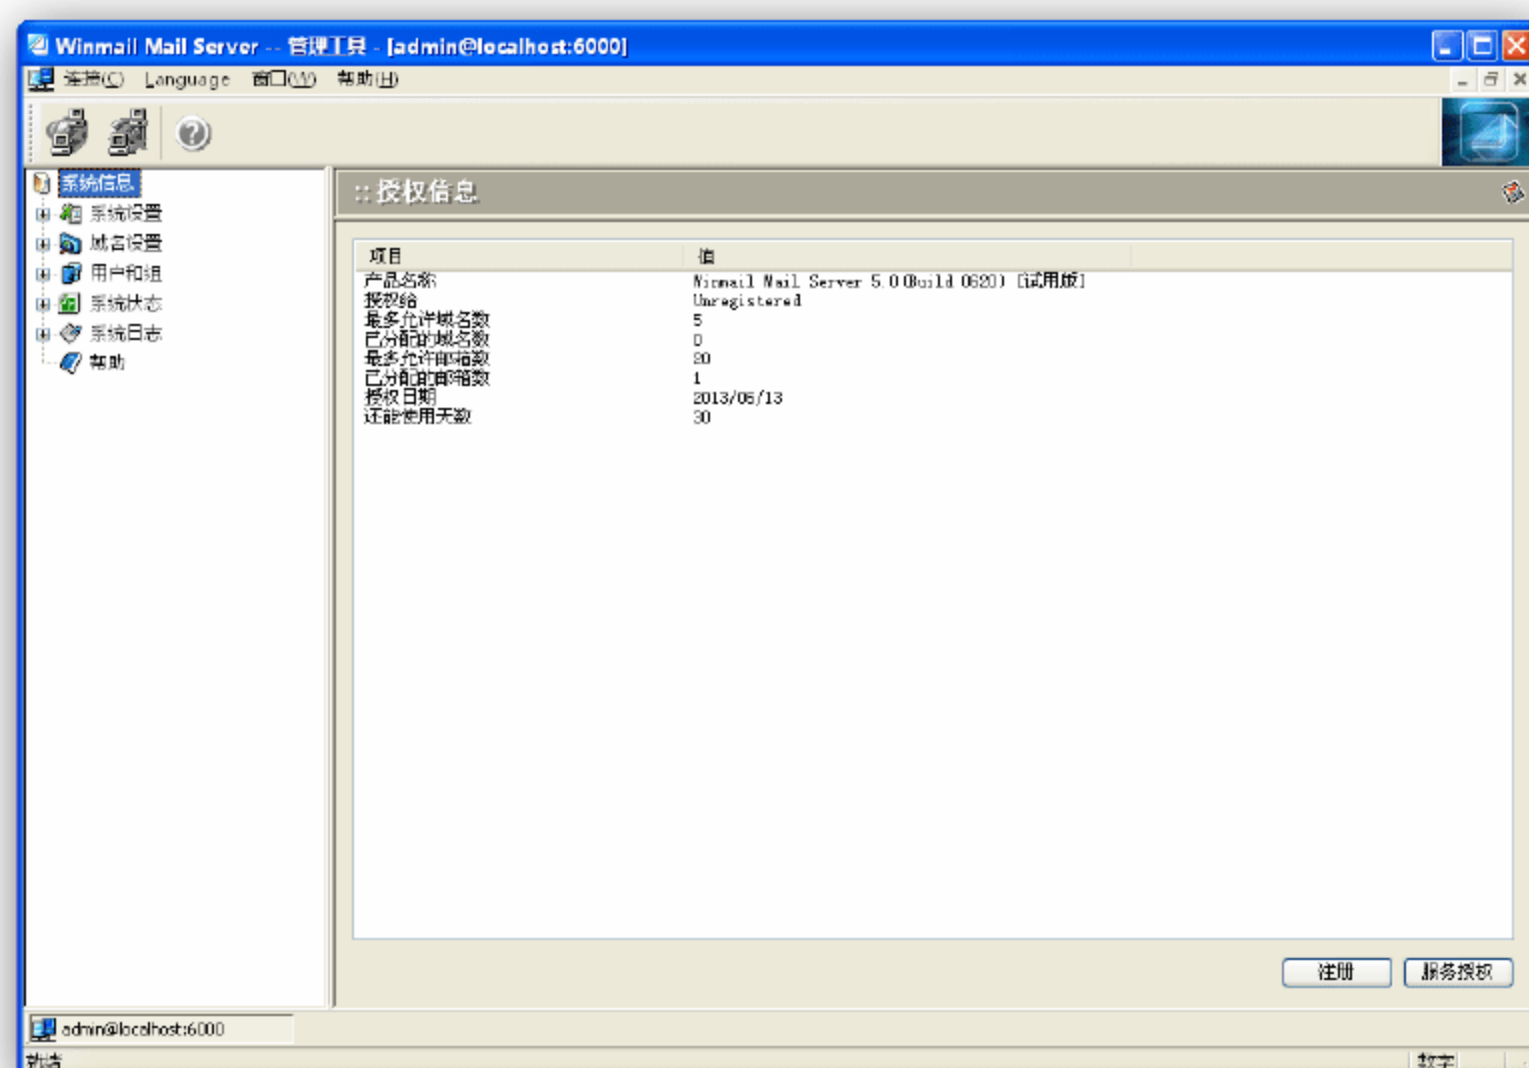 Winmail Mail Server -- 管理工具 - [admin@localhost:6000]
连接(C) Language 窗口(W) 帮助(H)
系统信息
系统设置
域名设置
用户和组
系统状态
系统日志
帮助
:: 授权信息
项目 值
产品名称 Winmail Mail Server 5.0(Build 0620) [试用版]
授权给 Unregistered
最多允许域名数 5
已分配的域名数 0
最多允许邮箱数 20
已分配的邮箱数 1
授权日期 2013/06/13
还能使用天数 30
注册 服务授权
admin@localhost:6000
就绪 数字